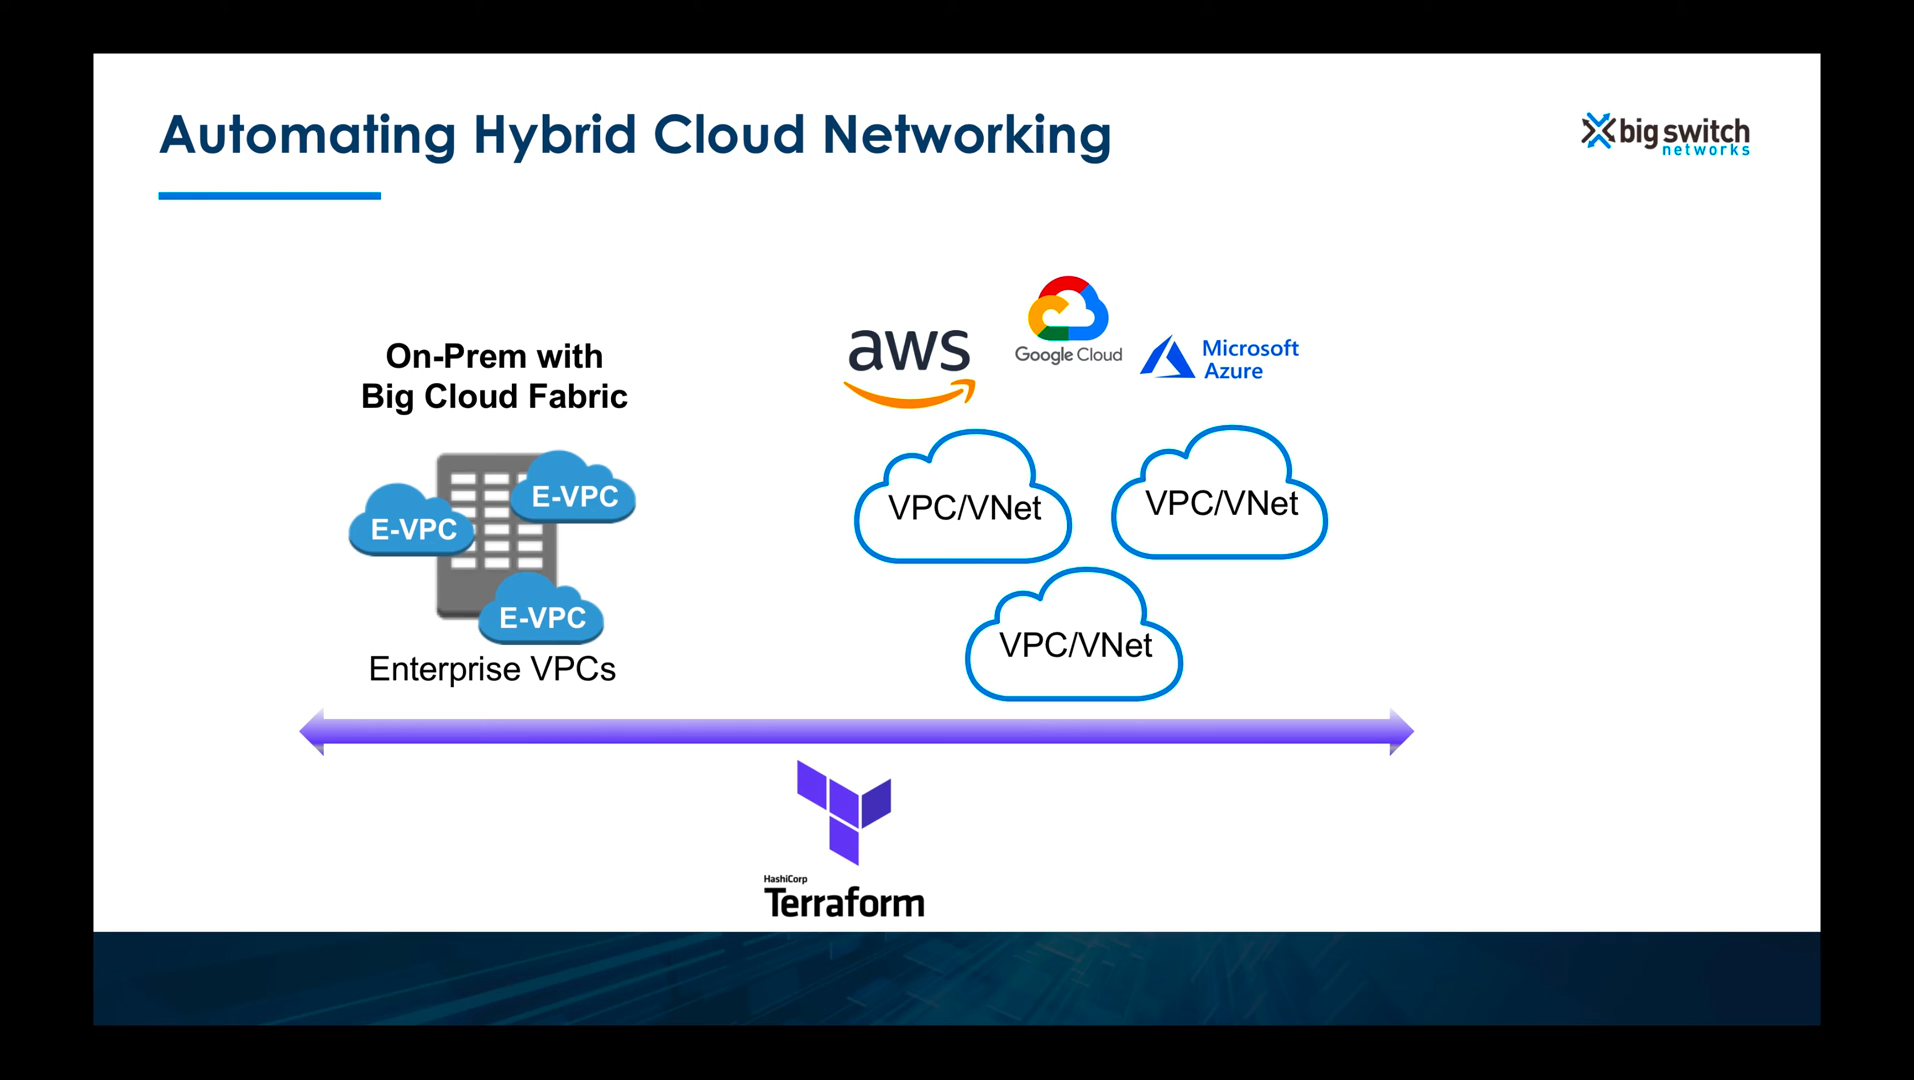 Automating Hybrid Cloud Networking
big switch
networks
On-Prem with
Big Cloud Fabric
E-VPC
E-VPC
E-VPC
Enterprise VPCs
aws
Google Cloud
Microsoft
Azure
VPC/VNet
VPC/VNet
VPC/VNet
HashiCorp
Terraform